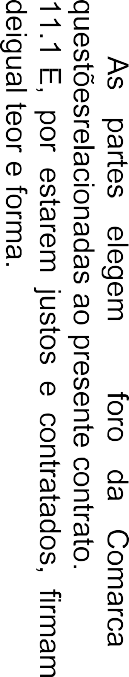 As partes elegem foro da Comarca
questõesrelacionadas ao presente contrato.
11.1 E, por estarem justos e contratados, firmam
deigual teor e forma.